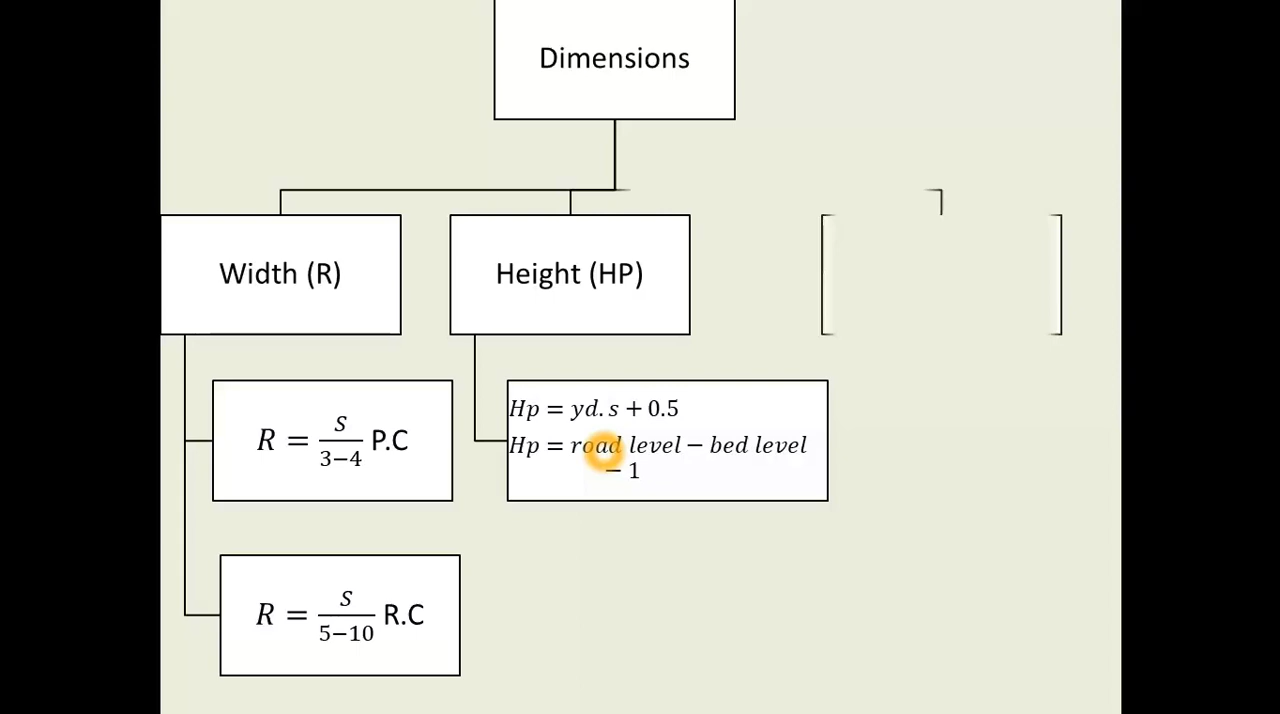 Dimensions
Width (R)
Height (HP)
R = S/3−4 P.C
Hp = yd. s + 0.5
Hp = road level − bed level
− 1
R = S/5−10 R.C